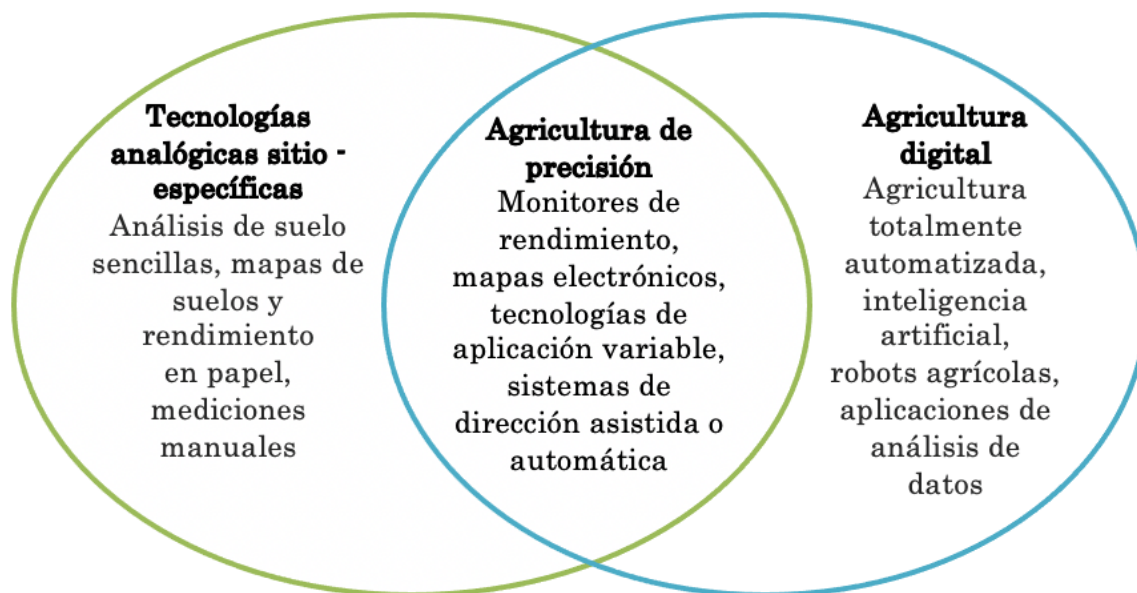 Tecnologías
analógicas sitio -
específicas
Análisis de suelo
sencillas, mapas de
suelos y
rendimiento
en papel,
mediciones
manuales
Agricultura de
precisión
Monitores de
rendimiento,
mapas electrónicos,
tecnologías de
aplicación variable,
sistemas de
dirección asistida o
automática
Agricultura
digital
Agricultura
totalmente
automatizada,
inteligencia
artificial,
robots agrícolas,
aplicaciones de
análisis de
datos